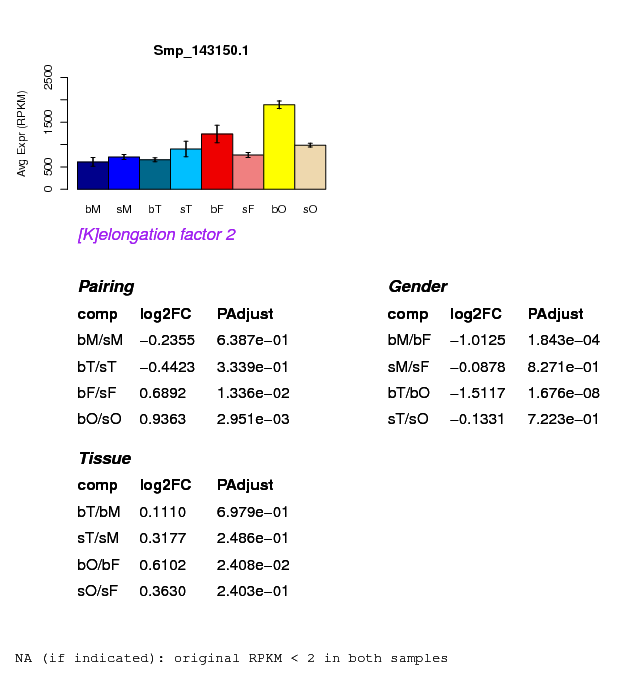 Smp_143150.1
Avg Expr (RPKM)
2500
1500
500
0
bM sM bT sT bF sF bO sO
[K]elongation factor 2
Pairing
comp log2FC PAdjust
bM/sM −0.2355 6.387e−01
bT/sT −0.4423 3.339e−01
bF/sF 0.6892 1.336e−02
bO/sO 0.9363 2.951e−03
Gender
comp log2FC PAdjust
bM/bF −1.0125 1.843e−04
sM/sF −0.0878 8.271e−01
bT/bO −1.5117 1.676e−08
sT/sO −0.1331 7.223e−01
Tissue
comp log2FC PAdjust
bT/bM 0.1110 6.979e−01
sT/sM 0.3177 2.486e−01
bO/bF 0.6102 2.408e−02
sO/sF 0.3630 2.403e−01
NA (if indicated): original RPKM < 2 in both samples